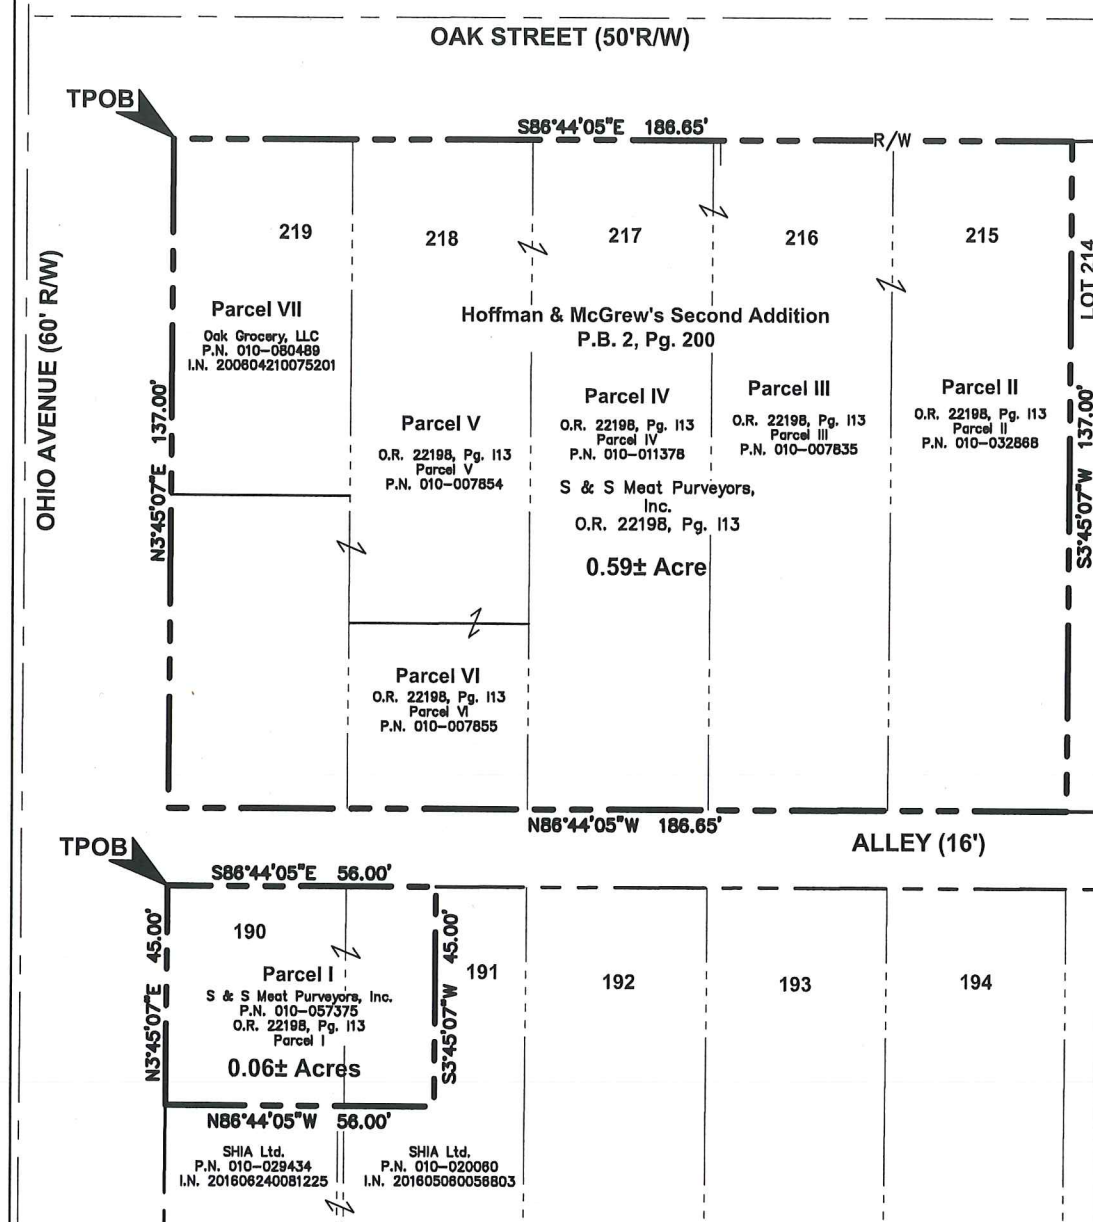 OAK STREET (50'R/W)
TPOB
S86°44'05"E 186.65'
R/W
219
218
217
216
215
LOT 214
OHIO AVENUE (60' R/W)
N3°45'07"E 137.00'
S3°45'07"W 137.00'
Hoffman & McGrew's Second Addition
P.B. 2, Pg. 200
Parcel VII
Oak Grocery, LLC
P.N. 010-080489
I.N. 200604210075201
Parcel V
O.R. 22198, Pg. I13
Parcel V
P.N. 010-007854
Parcel IV
O.R. 22198, Pg. I13
Parcel IV
P.N. 010-011378
Parcel III
O.R. 22198, Pg. I13
Parcel III
P.N. 010-007835
Parcel II
O.R. 22198, Pg. I13
Parcel II
P.N. 010-032868
S & S Meat Purveyors,
Inc.
O.R. 22198, Pg. I13
0.59± Acre
Parcel VI
O.R. 22198, Pg. I13
Parcel VI
P.N. 010-007855
N86°44'05"W 186.65'
ALLEY (16')
TPOB
S86°44'05"E 56.00'
N3°45'07"E 45.00'
S3°45'07"W 45.00'
190
191
192
193
194
Parcel I
S & S Meat Purveyors, Inc.
P.N. 010-057375
O.R. 22198, Pg. I13
Parcel I
0.06± Acres
N86°44'05"W 56.00'
SHIA Ltd.
P.N. 010-029434
I.N. 201606240081225
SHIA Ltd.
P.N. 010-020060
I.N. 201605060056803